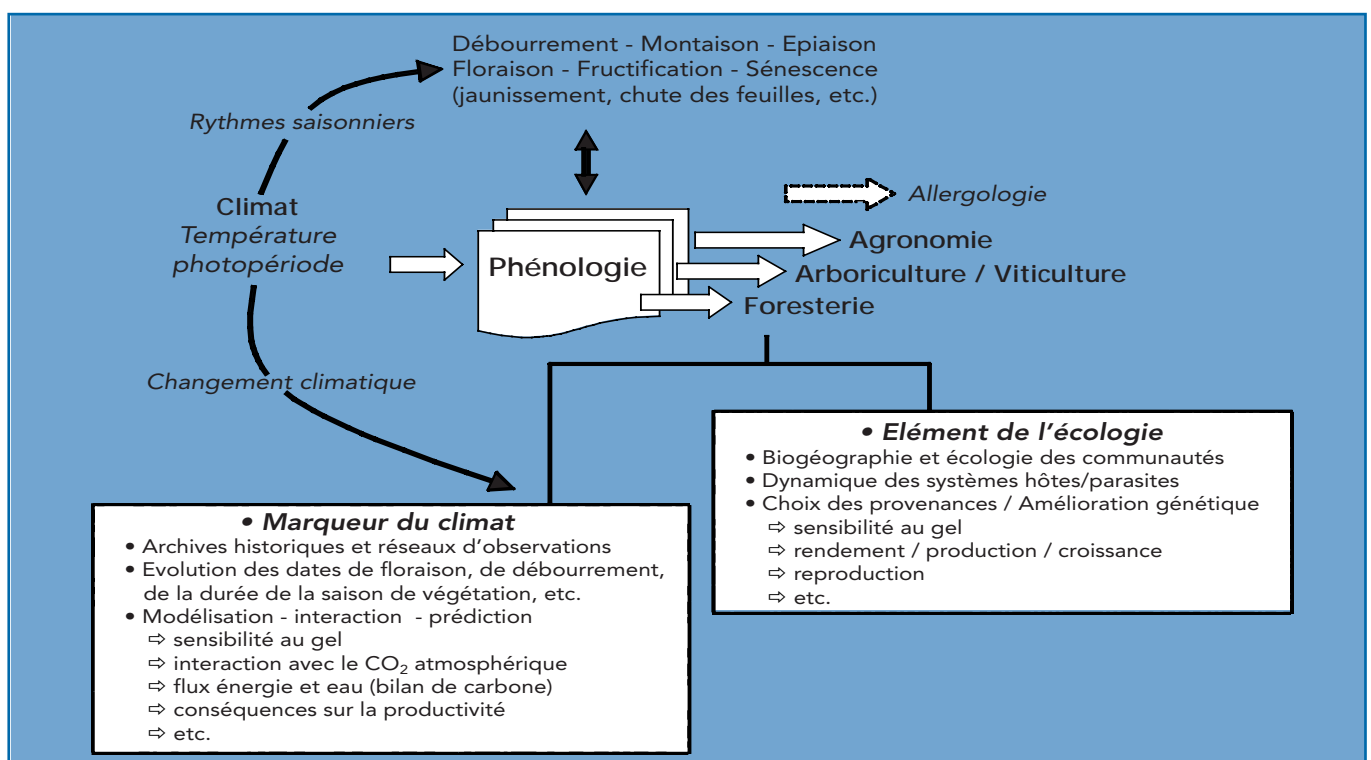 Débourrement - Montaison - Epiaison
Floraison - Fructification - Sénescence
(jaunissement, chute des feuilles, etc.)
Rythmes saisonniers
Climat
Température
photopériode
Phénologie
Allergologie
Agronomie
Arboriculture / Viticulture
Foresterie
Changement climatique
• Elément de l'écologie
• Biogéographie et écologie des communautés
• Dynamique des systèmes hôtes/parasites
• Choix des provenances / Amélioration génétique
⇨ sensibilité au gel
⇨ rendement / production / croissance
⇨ reproduction
⇨ etc.
• Marqueur du climat
• Archives historiques et réseaux d'observations
• Evolution des dates de floraison, de débourrement,
de la durée de la saison de végétation, etc.
• Modélisation - interaction - prédiction
⇨ sensibilité au gel
⇨ interaction avec le CO₂ atmosphérique
⇨ flux énergie et eau (bilan de carbone)
⇨ conséquences sur la productivité
⇨ etc.